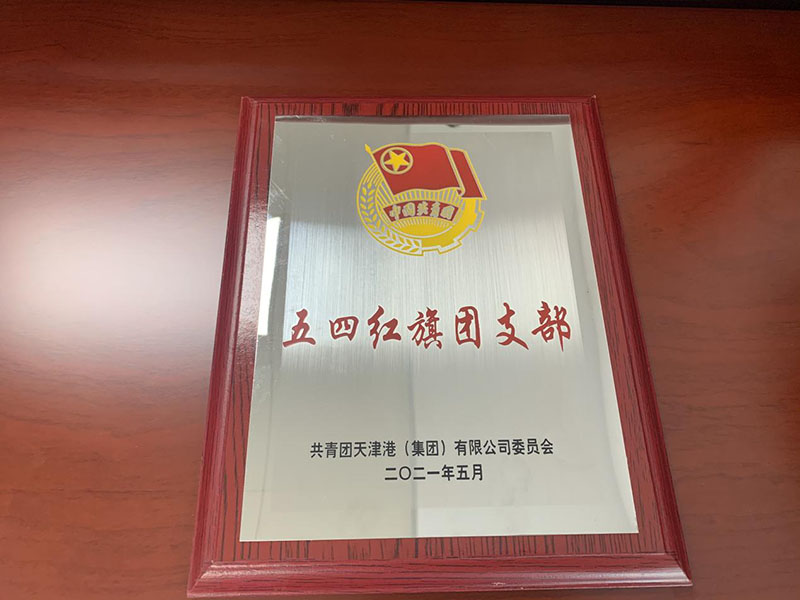 中国共青团
五四红旗团支部
共青团天津港（集团）有限公司委员会
二〇二一年五月